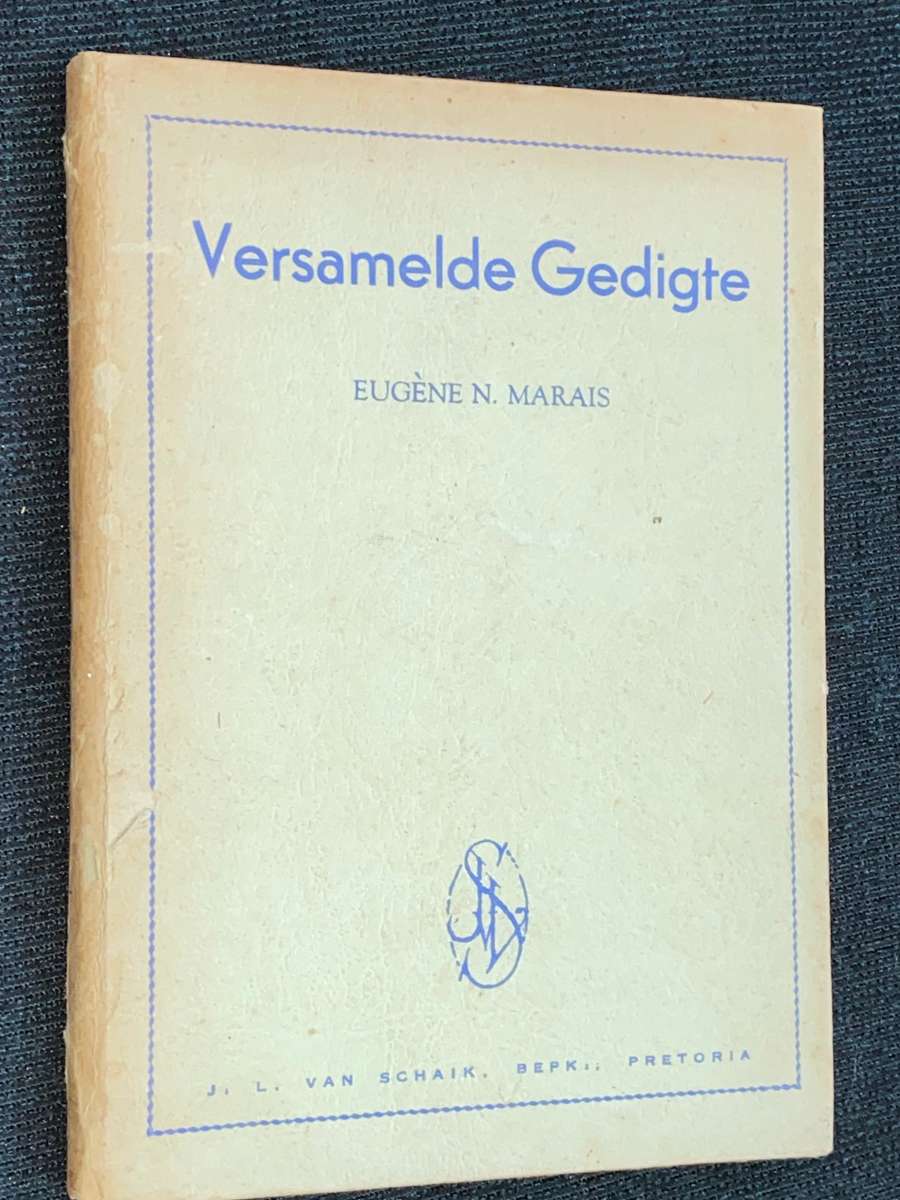 Versamelde Gedigte
EUGÈNE N. MARAIS
J. L. VAN SCHAIK, BEPK., PRETORIA